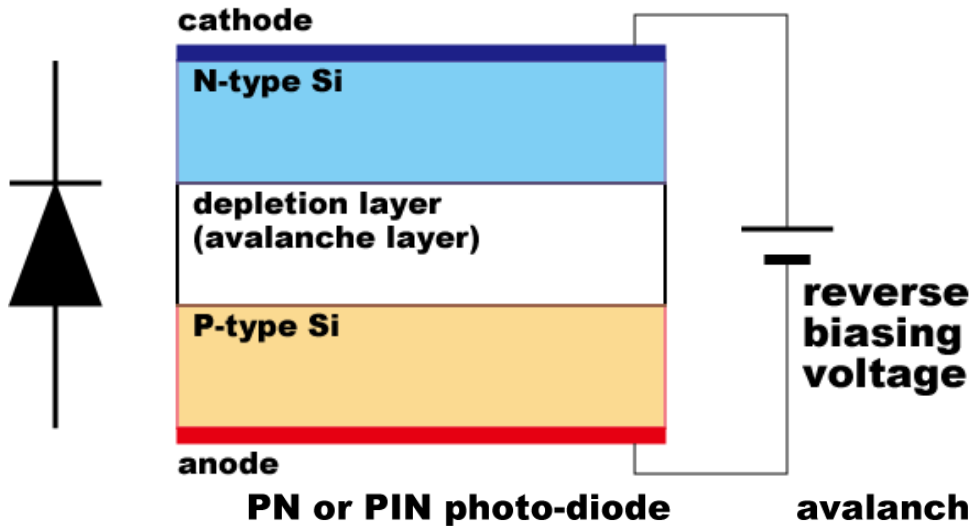 cathode
N-type Si
depletion layer
(avalanche layer)
P-type Si
reverse
biasing
voltage
anode
PN or PIN photo-diode
avalanch